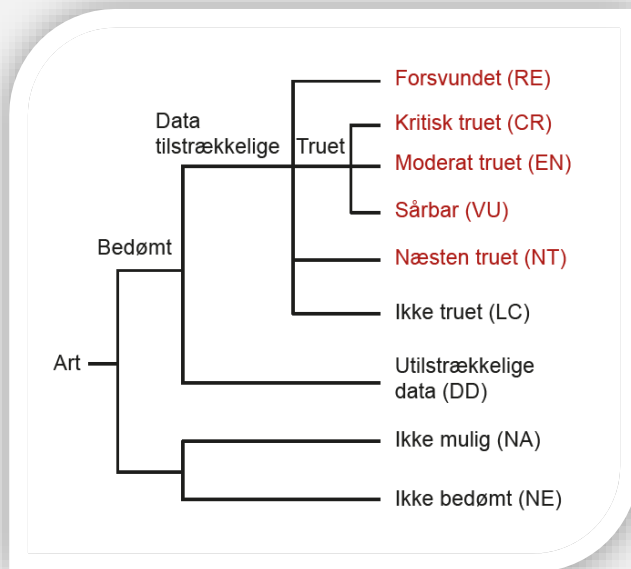 Forsvundet (RE)
Data
tilstrækkelige
Truet
Kritisk truet (CR)
Moderat truet (EN)
Sårbar (VU)
Bedømt
Næsten truet (NT)
Ikke truet (LC)
Art
Utilstrækkelige
data (DD)
Ikke mulig (NA)
Ikke bedømt (NE)